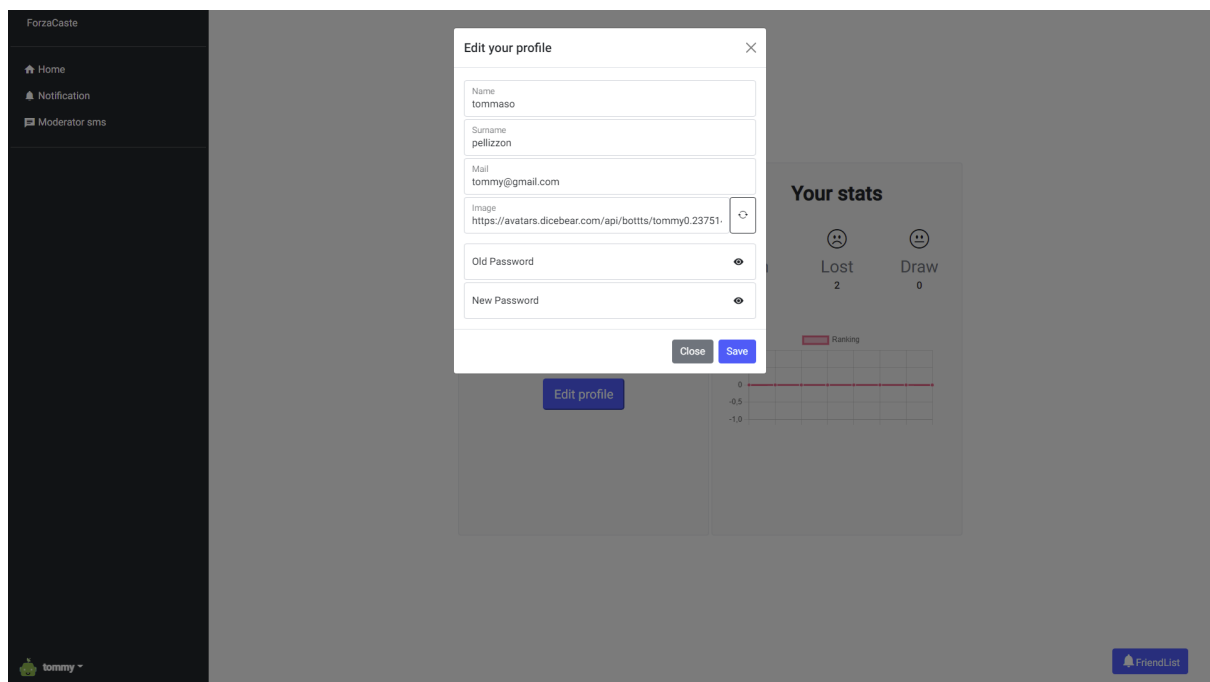 ForzaCaste
Home
Notification
Moderator sms
tommy
Edit your profile
Name
tommaso
Surname
pellizzon
Mail
tommy@gmail.com
Image
https://avatars.dicebear.com/api/bottts/tommy0.23751
Old Password
New Password
Close
Save
Edit profile
Your stats
Lost
Draw
2
0
Ranking
0
-0,5
-1,0
FriendList